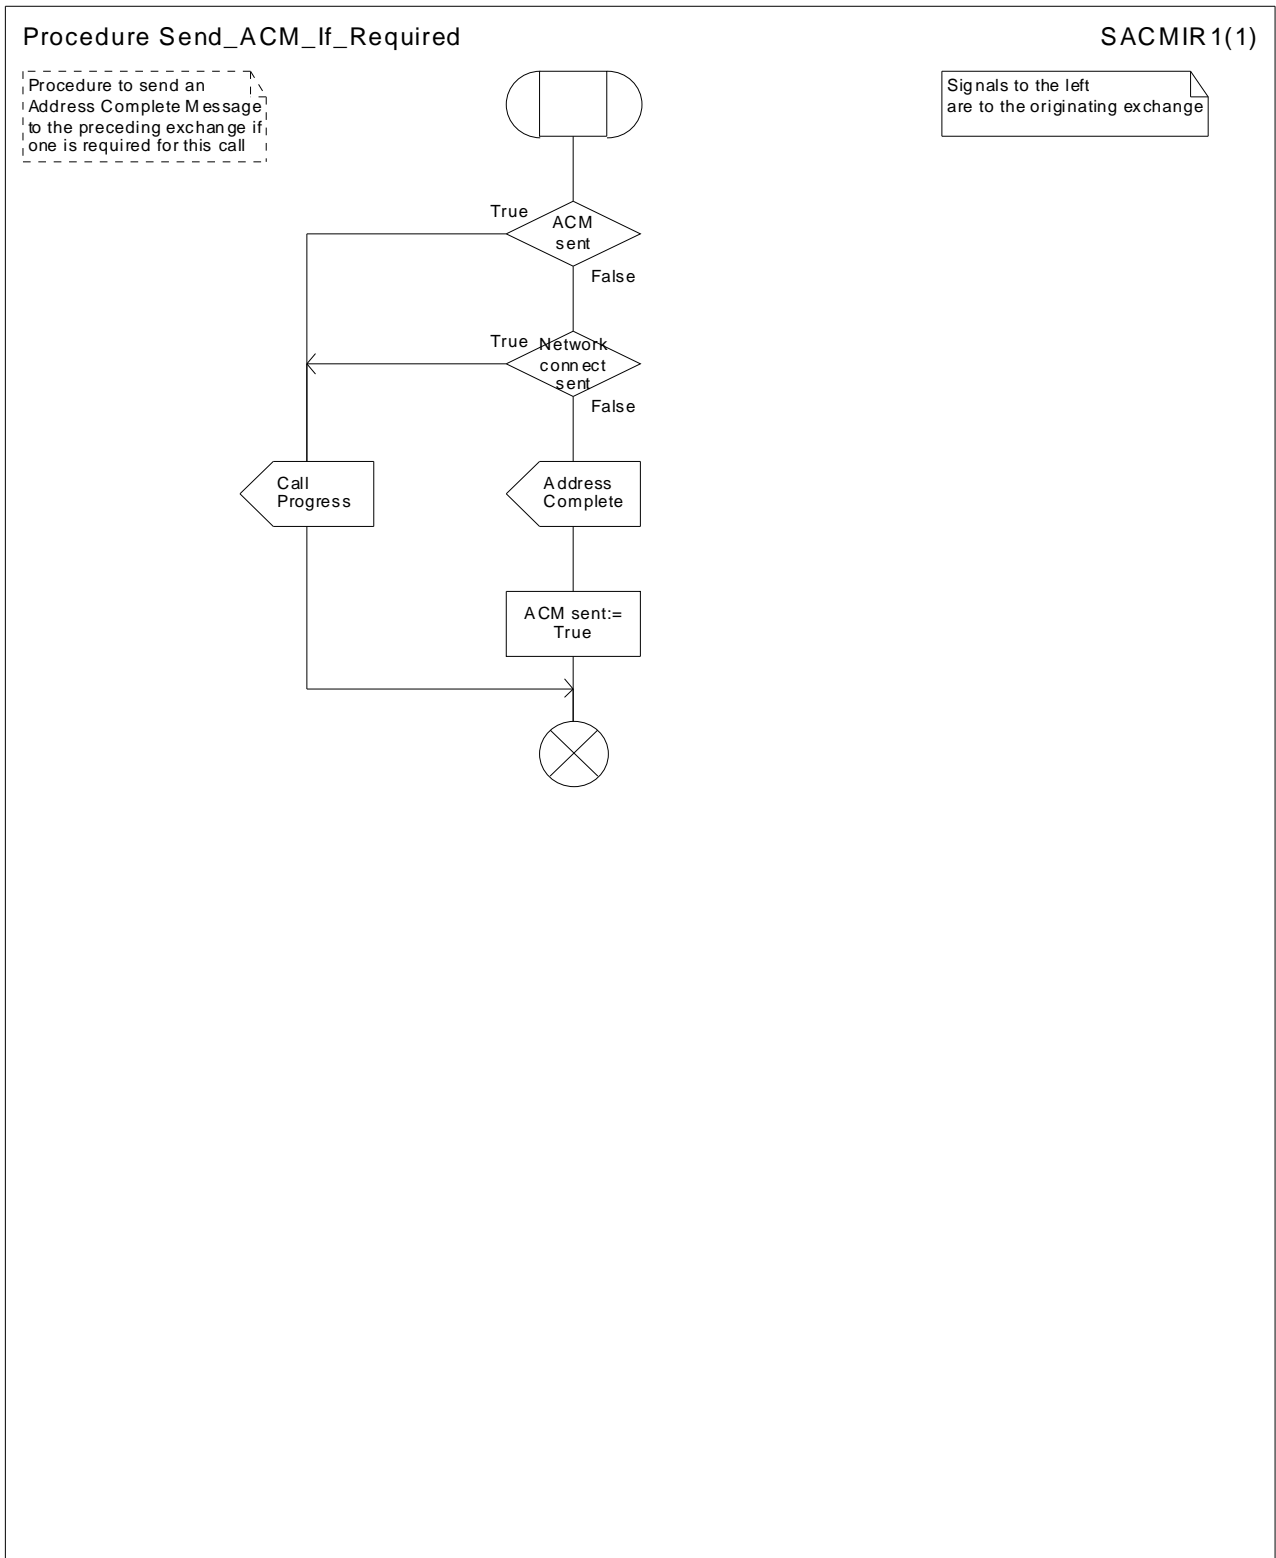 Procedure Send_ACM_If_Required
SACMIR1(1)
Procedure to send an
Address Complete Message
to the preceding exchange if
one is required for this call
Signals to the left
are to the originating exchange
True
ACM
sent
False
True
Network
connect
sent
False
Call
Progress
Address
Complete
ACM sent:=
True